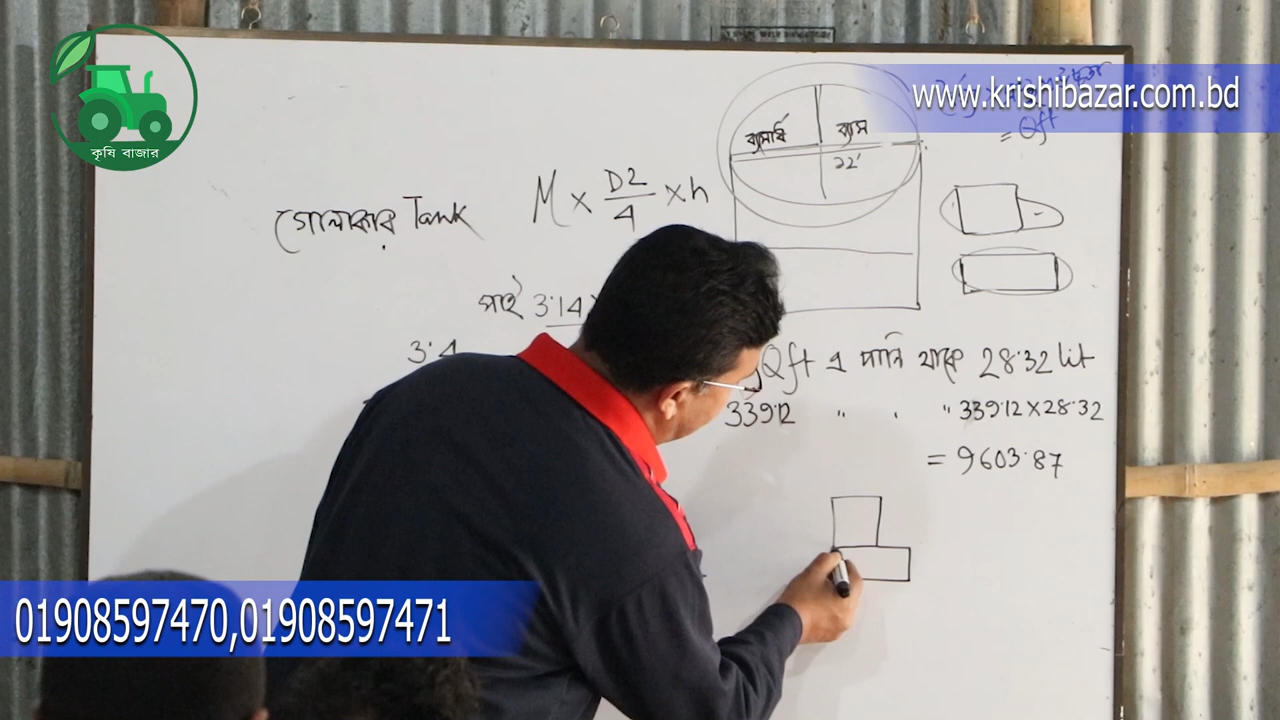 www.krishibazar.com.bd
কৃষি বাজার
= Qft
ব্যাসার্ধ ব্যাস
22'
গোলাকার Tank M × D2/4 × h
পাই 3.14
3.4
Qft এ পানি থাকে 28.32 lit
339.12 " " " 339.12 × 28.32
= 9603.87
01908597470,01908597471